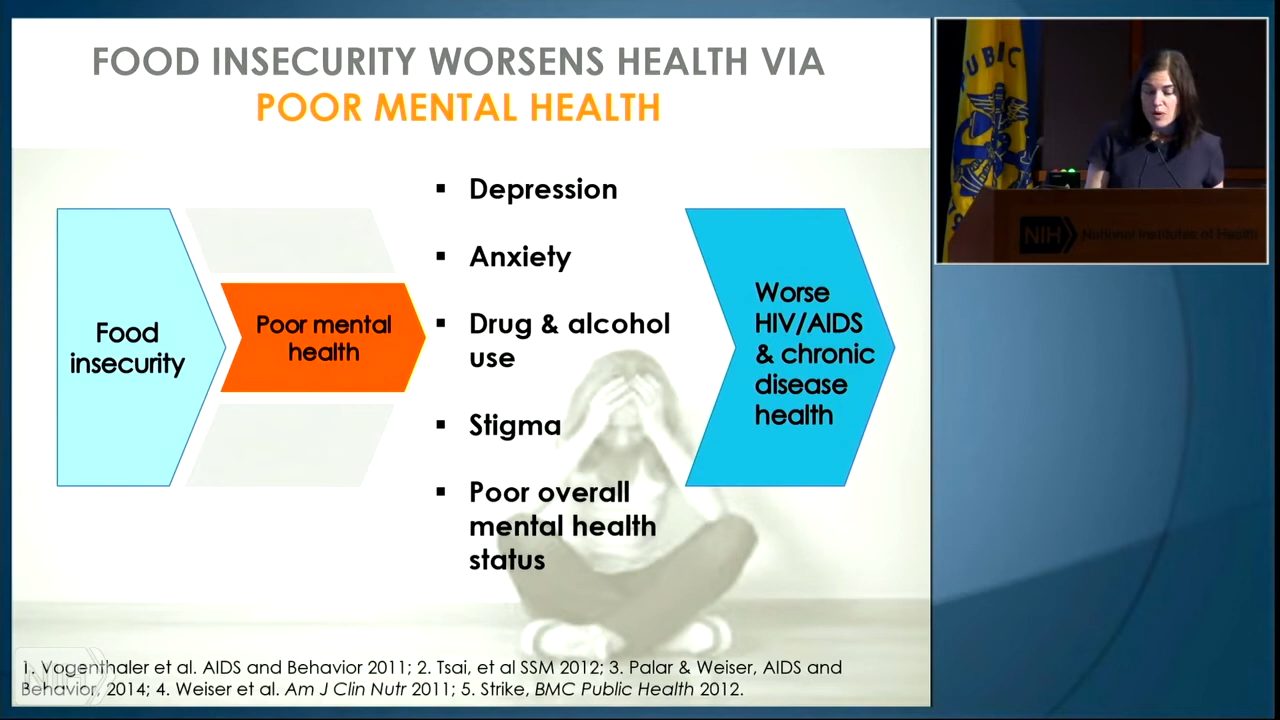 FOOD INSECURITY WORSENS HEALTH VIA
POOR MENTAL HEALTH
Food
insecurity
Poor mental
health
▪ Depression
▪ Anxiety
▪ Drug & alcohol
use
▪ Stigma
▪ Poor overall
mental health
status
Worse
HIV/AIDS
& chronic
disease
health
1. Vogenthaler et al. AIDS and Behavior 2011; 2. Tsai, et al SSM 2012; 3. Palar & Weiser, AIDS and
Behavior, 2014; 4. Weiser et al. Am J Clin Nutr 2011; 5. Strike, BMC Public Health 2012.
NIH
PUBLIC
NIH National Institutes of Health